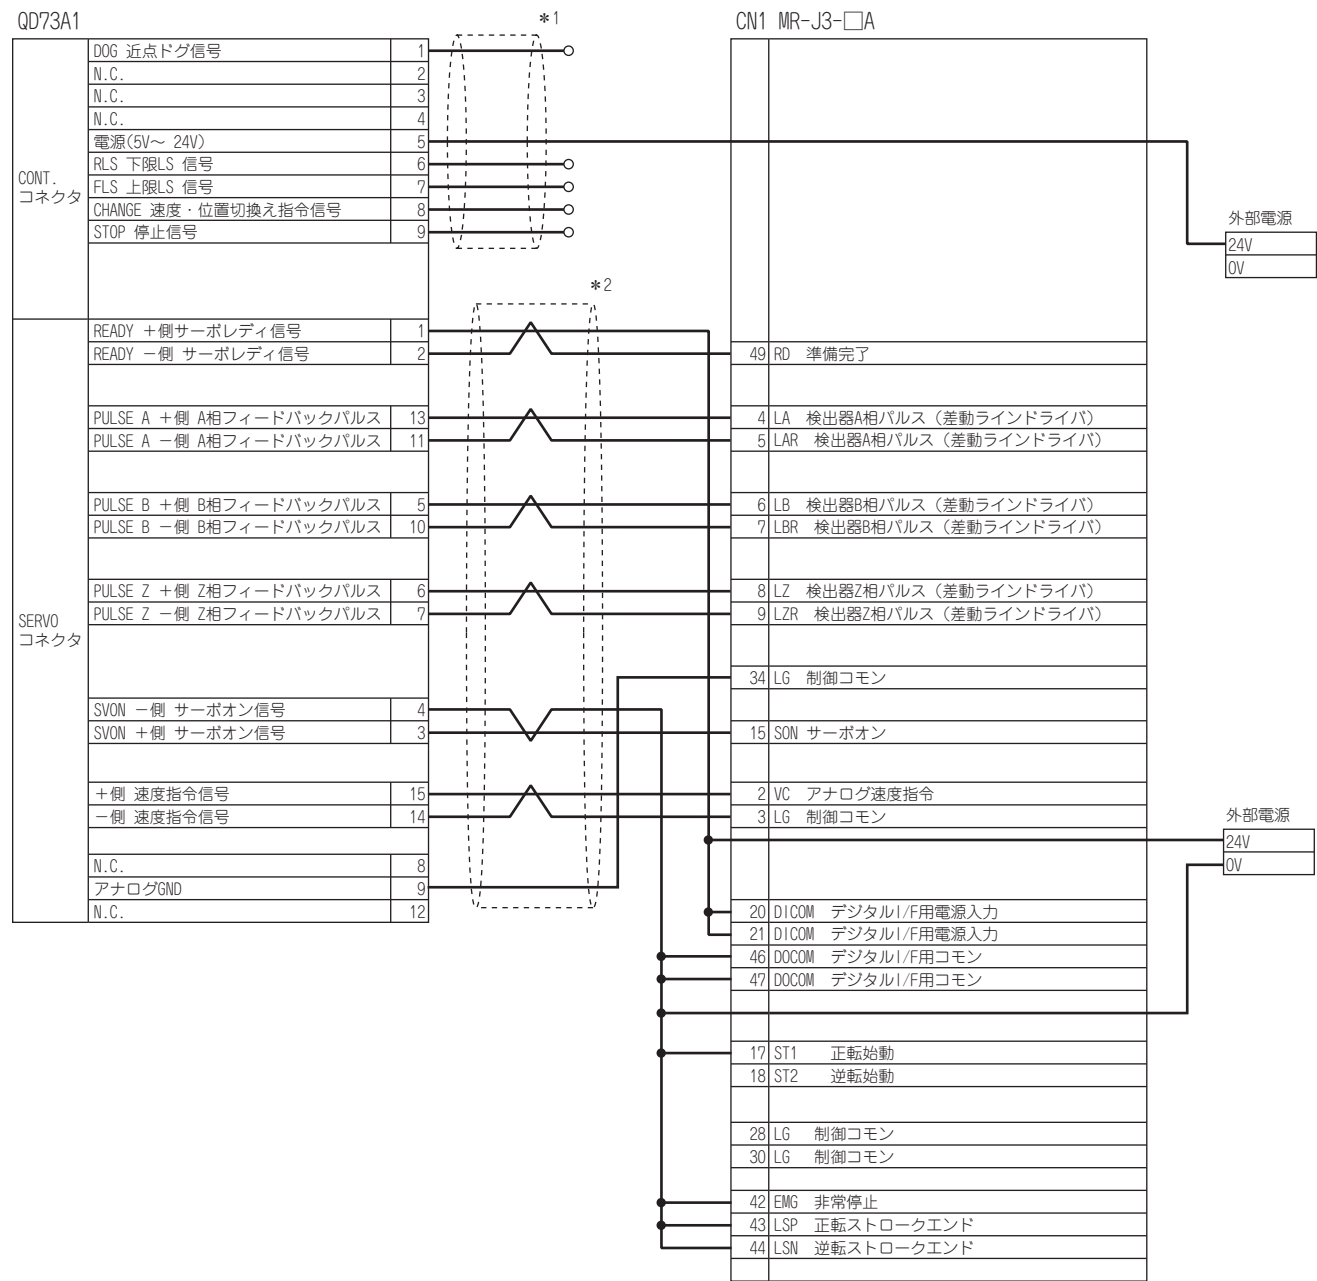 QD73A1
*1
CN1 MR-J3-□A
CONT.
コネクタ
DOG 近点ドグ信号 1
N.C. 2
N.C. 3
N.C. 4
電源(5V～ 24V) 5
RLS 下限LS 信号 6
FLS 上限LS 信号 7
CHANGE 速度・位置切換え指令信号 8
STOP 停止信号 9
外部電源
24V
0V
*2
SERVO
コネクタ
READY ＋側サーボレディ信号 1
READY －側 サーボレディ信号 2
49 RD 準備完了
PULSE A ＋側 A相フィードバックパルス 13
4 LA 検出器A相パルス（差動ラインドライバ）
PULSE A －側 A相フィードバックパルス 11
5 LAR 検出器A相パルス（差動ラインドライバ）
PULSE B ＋側 B相フィードバックパルス 5
6 LB 検出器B相パルス（差動ラインドライバ）
PULSE B －側 B相フィードバックパルス 10
7 LBR 検出器B相パルス（差動ラインドライバ）
PULSE Z ＋側 Z相フィードバックパルス 6
8 LZ 検出器Z相パルス（差動ラインドライバ）
PULSE Z －側 Z相フィードバックパルス 7
9 LZR 検出器Z相パルス（差動ラインドライバ）
34 LG 制御コモン
SVON －側 サーボオン信号 4
SVON ＋側 サーボオン信号 3
15 SON サーボオン
＋側 速度指令信号 15
2 VC アナログ速度指令
－側 速度指令信号 14
3 LG 制御コモン
外部電源
24V
0V
N.C. 8
アナログGND 9
N.C. 12
20 DICOM デジタルI/F用電源入力
21 DICOM デジタルI/F用電源入力
46 DOCOM デジタルI/F用コモン
47 DOCOM デジタルI/F用コモン
17 ST1 正転始動
18 ST2 逆転始動
28 LG 制御コモン
30 LG 制御コモン
42 EMG 非常停止
43 LSP 正転ストロークエンド
44 LSN 逆転ストロークエンド